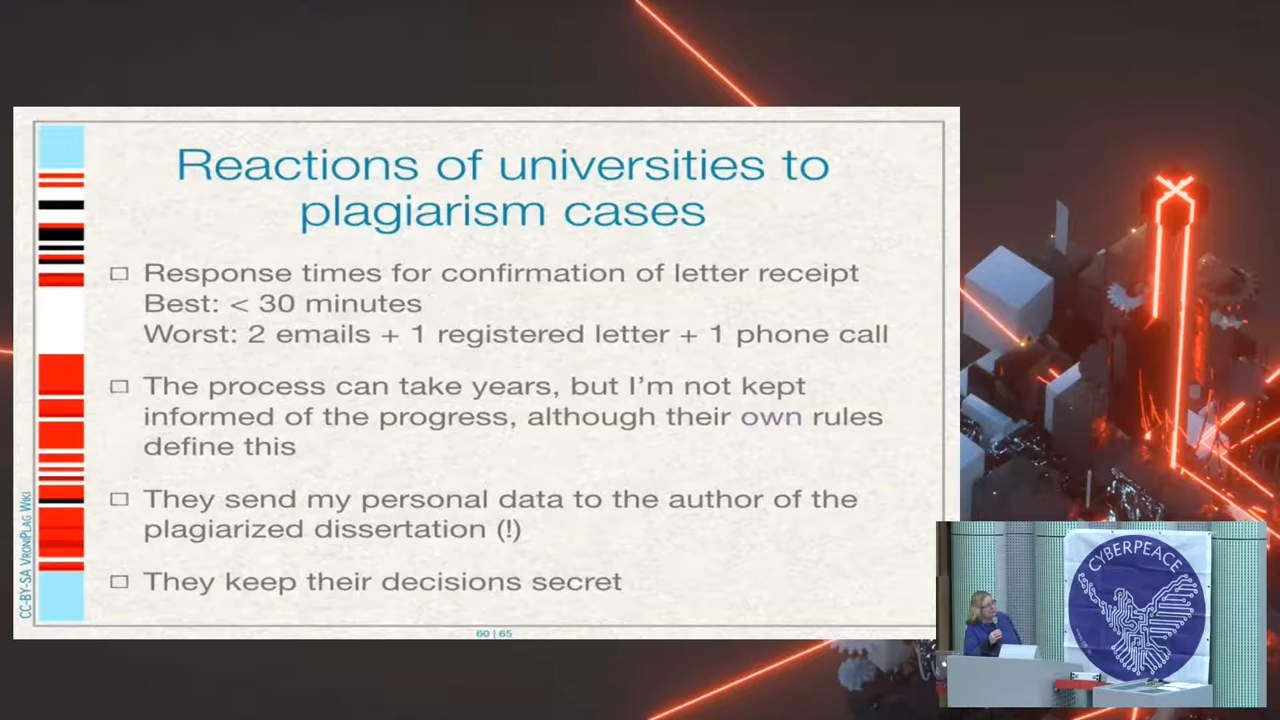 Reactions of universities to
plagiarism cases
Response times for confirmation of letter receipt
Best: < 30 minutes
Worst: 2 emails + 1 registered letter + 1 phone call
The process can take years, but I'm not kept
informed of the progress, although their own rules
define this
They send my personal data to the author of the
plagiarized dissertation (!)
They keep their decisions secret
CC-BY-SA VRONIPLAG WIKI
60 | 65
CYBERPEACE